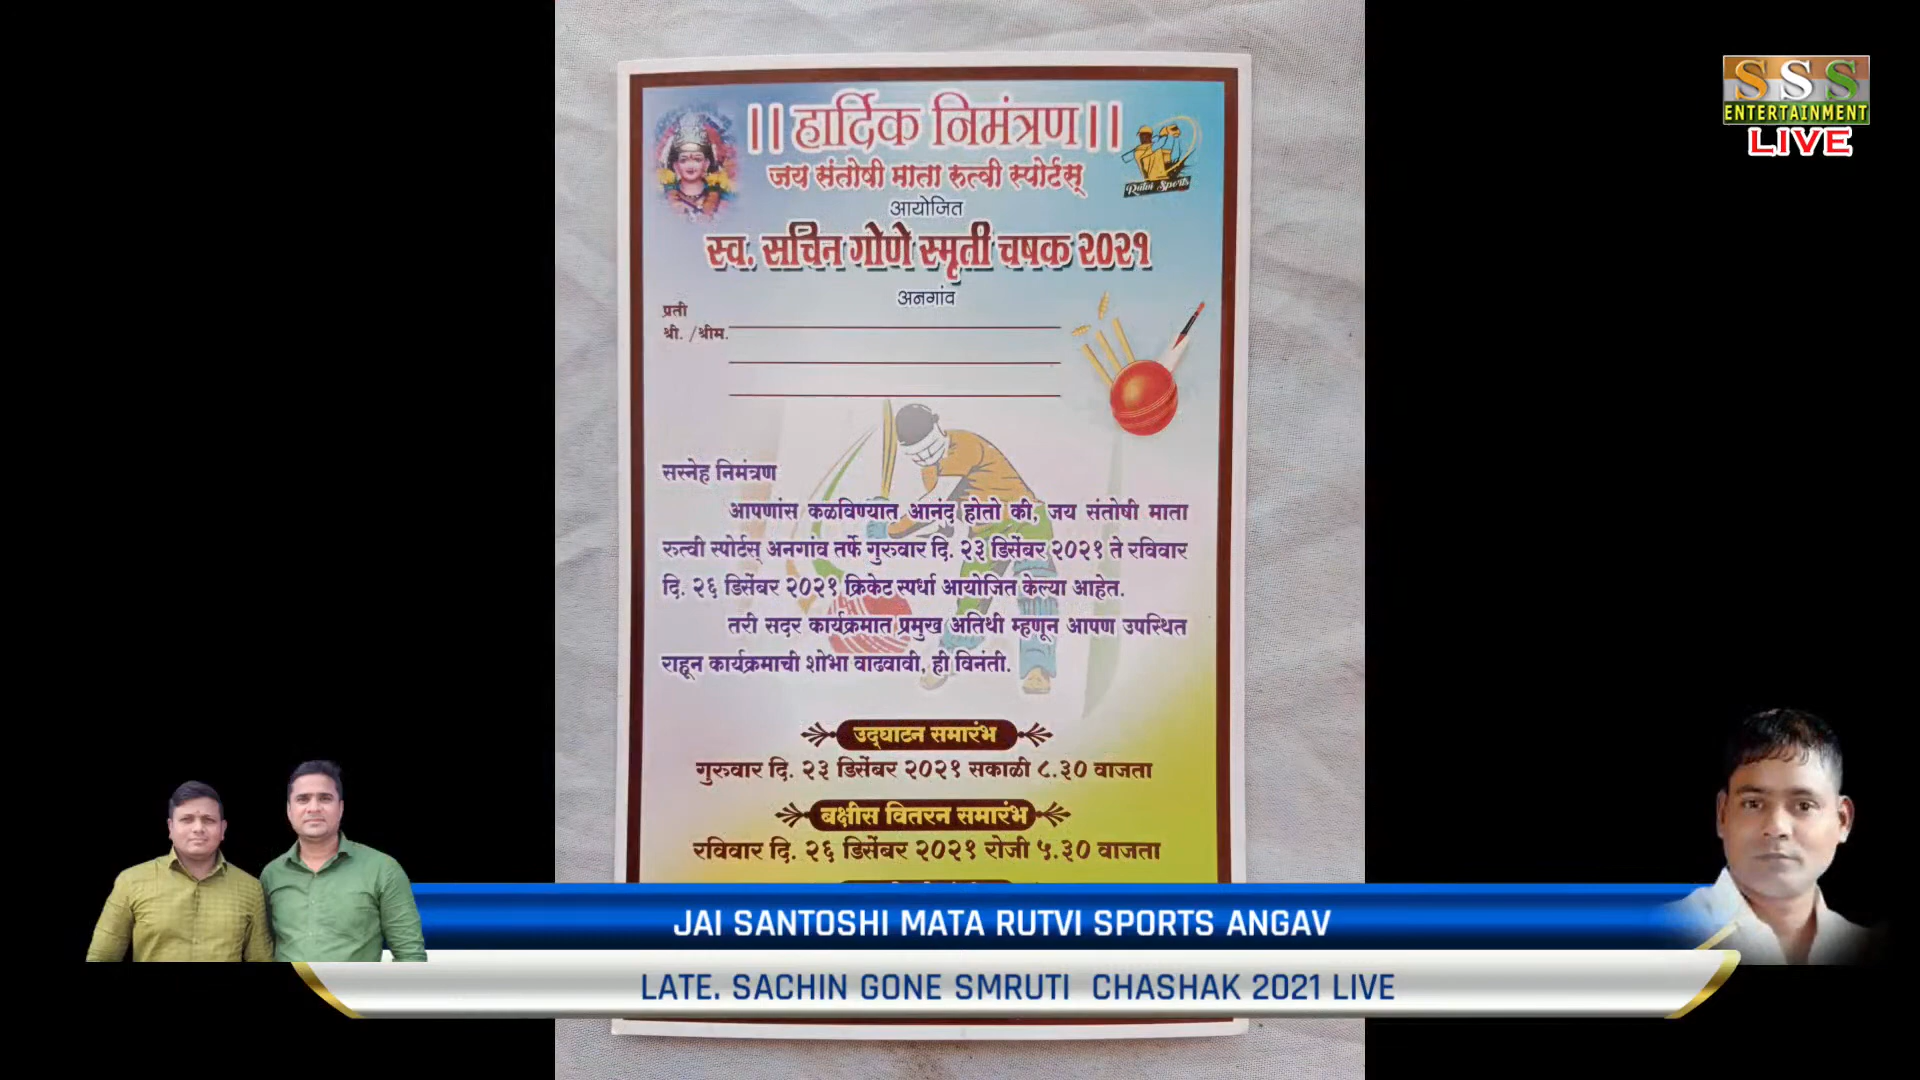 SSS
ENTERTAINMENT
LIVE
||हार्दिक निमंत्रण||
जय संतोषी माता रुत्वी स्पोर्टस्
Rutvi Sports
आयोजित
स्व. सचिन गोणे स्मृती चषक २०२१
अनगांव
प्रती
श्री. /श्रीम.
सस्नेह निमंत्रण
आपणांस कळविण्यात आनंद होतो की, जय संतोषी माता
रुत्वी स्पोर्टस् अनगांव तर्फे गुरुवार दि. २३ डिसेंबर २०२१ ते रविवार
दि. २६ डिसेंबर २०२१ क्रिकेट स्पर्धा आयोजित केल्या आहेत.
तरी सदर कार्यक्रमात प्रमुख अतिथी म्हणून आपण उपस्थित
राहून कार्यक्रमाची शोभा वाढवावी, ही विनंती.
उद्घाटन समारंभ
गुरुवार दि. २३ डिसेंबर २०२१ सकाळी ८.३० वाजता
बक्षीस वितरन समारंभ
रविवार दि. २६ डिसेंबर २०२१ रोजी ५.३० वाजता
JAI SANTOSHI MATA RUTVI SPORTS ANGAV
LATE. SACHIN GONE SMRUTI CHASHAK 2021 LIVE